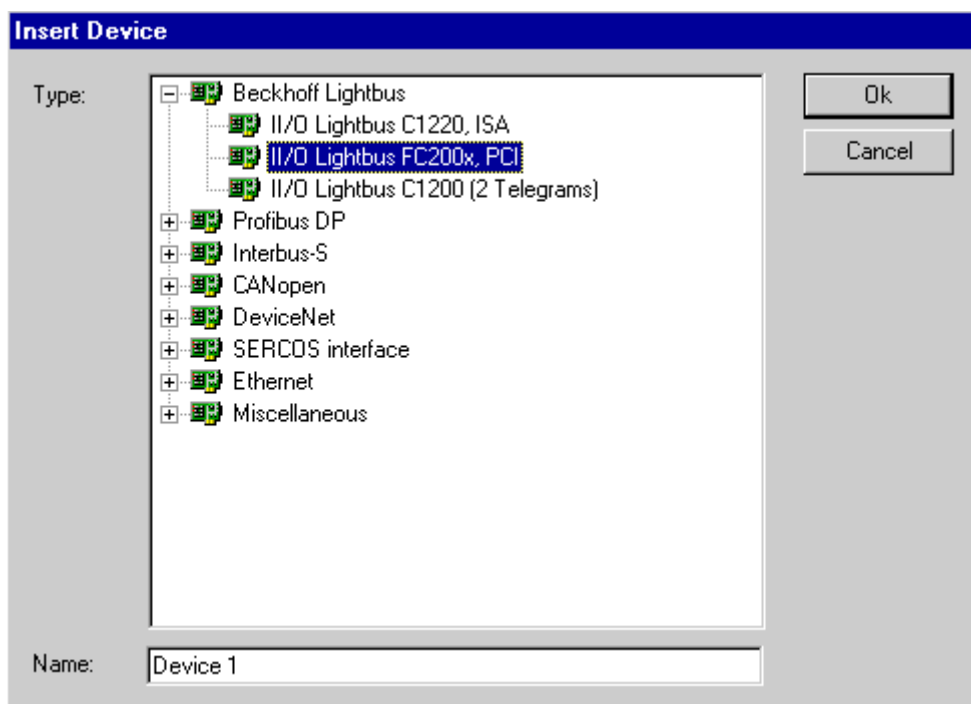 Insert Device
Type:
Beckhoff Lightbus
II/O Lightbus C1220, ISA
II/O Lightbus FC200x, PCI
II/O Lightbus C1200 (2 Telegrams)
Profibus DP
Interbus-S
CANopen
DeviceNet
SERCOS interface
Ethernet
Miscellaneous
Ok
Cancel
Name:
Device 1